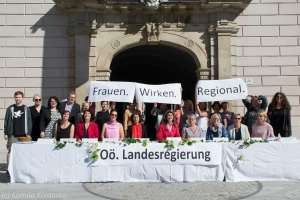 Frauen. Wirken. Regional.
Oö. Landesregierung